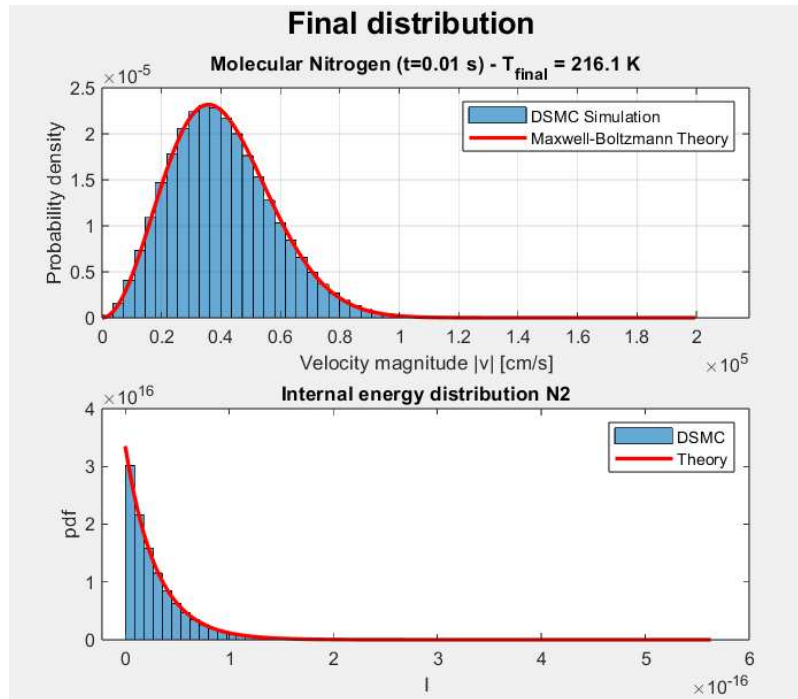 Final distribution
Molecular Nitrogen (t=0.01 s) - T_final = 216.1 K
×10^-5
2.5
2
1.5
1
0.5
0
Probability density
DSMC Simulation
Maxwell-Boltzmann Theory
0 0.2 0.4 0.6 0.8 1 1.2 1.4 1.6 1.8 2
Velocity magnitude |v| [cm/s]
×10^5
Internal energy distribution N2
×10^16
4
3
2
1
0
pdf
DSMC
Theory
0 1 2 3 4 5 6
I
×10^-16